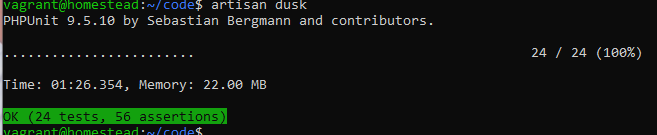 vagrant@homestead:~/code$ artisan dusk
PHPUnit 9.5.10 by Sebastian Bergmann and contributors.
........................ 24 / 24 (100%)
Time: 01:26.354, Memory: 22.00 MB
OK (24 tests, 56 assertions)
vagrant@homestead:~/code$